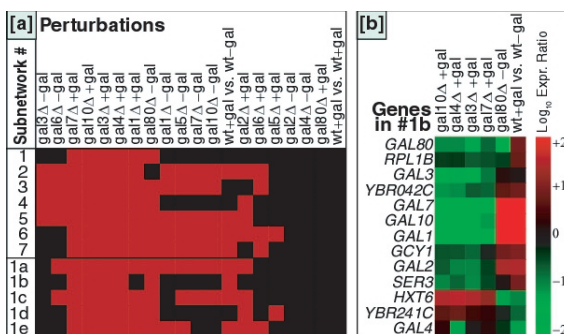 [a] Perturbations
Subnetwork #
gal3Δ−gal
gal6Δ−gal
gal7Δ+gal
gal10Δ+gal
gal3Δ+gal
gal4Δ+gal
gal1Δ+gal
gal80Δ−gal
gal1Δ−gal
gal5Δ−gal
gal7Δ−gal
gal10Δ−gal
wt+gal vs. wt−gal
gal2Δ+gal
gal6Δ+gal
gal5Δ+gal
gal2Δ−gal
gal4Δ−gal
gal80Δ+gal
wt+gal vs. wt+gal
1
2
3
4
5
6
7
1a
1b
1c
1d
1e
[b]
Genes
in #1b
gal10Δ+gal
gal4Δ+gal
gal3Δ+gal
gal7Δ+gal
gal80Δ−gal
wt+gal vs. wt−gal
GAL80
RPL1B
GAL3
YBR042C
GAL7
GAL10
GAL1
GCY1
GAL2
SER3
HXT6
YBR241C
GAL4
Log10 Expr. Ratio
+2
+1
0
−1
−2